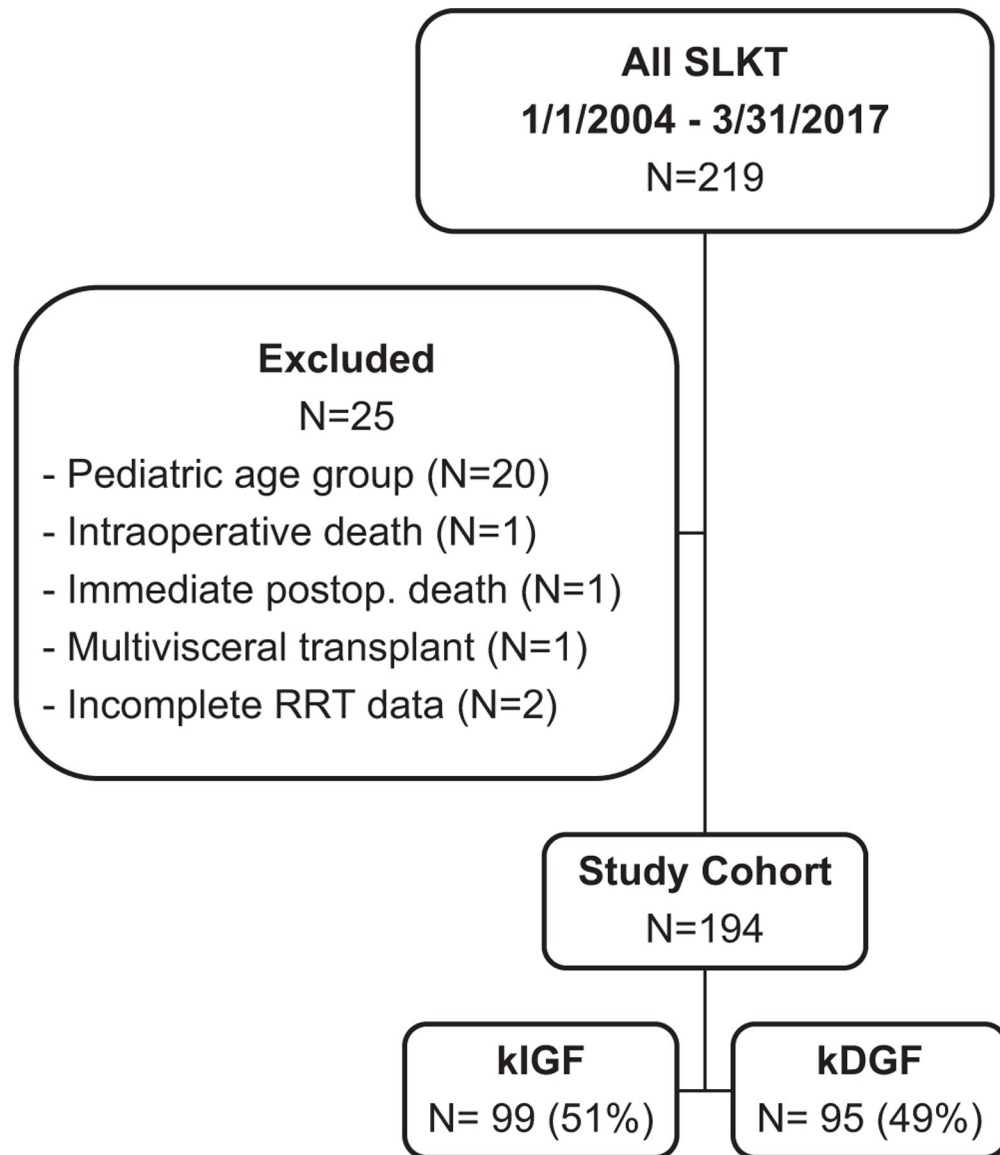 All SLKT
1/1/2004 - 3/31/2017
N=219
Excluded
N=25
- Pediatric age group (N=20)
- Intraoperative death (N=1)
- Immediate postop. death (N=1)
- Multivisceral transplant (N=1)
- Incomplete RRT data (N=2)
Study Cohort
N=194
kIGF
N= 99 (51%)
kDGF
N= 95 (49%)